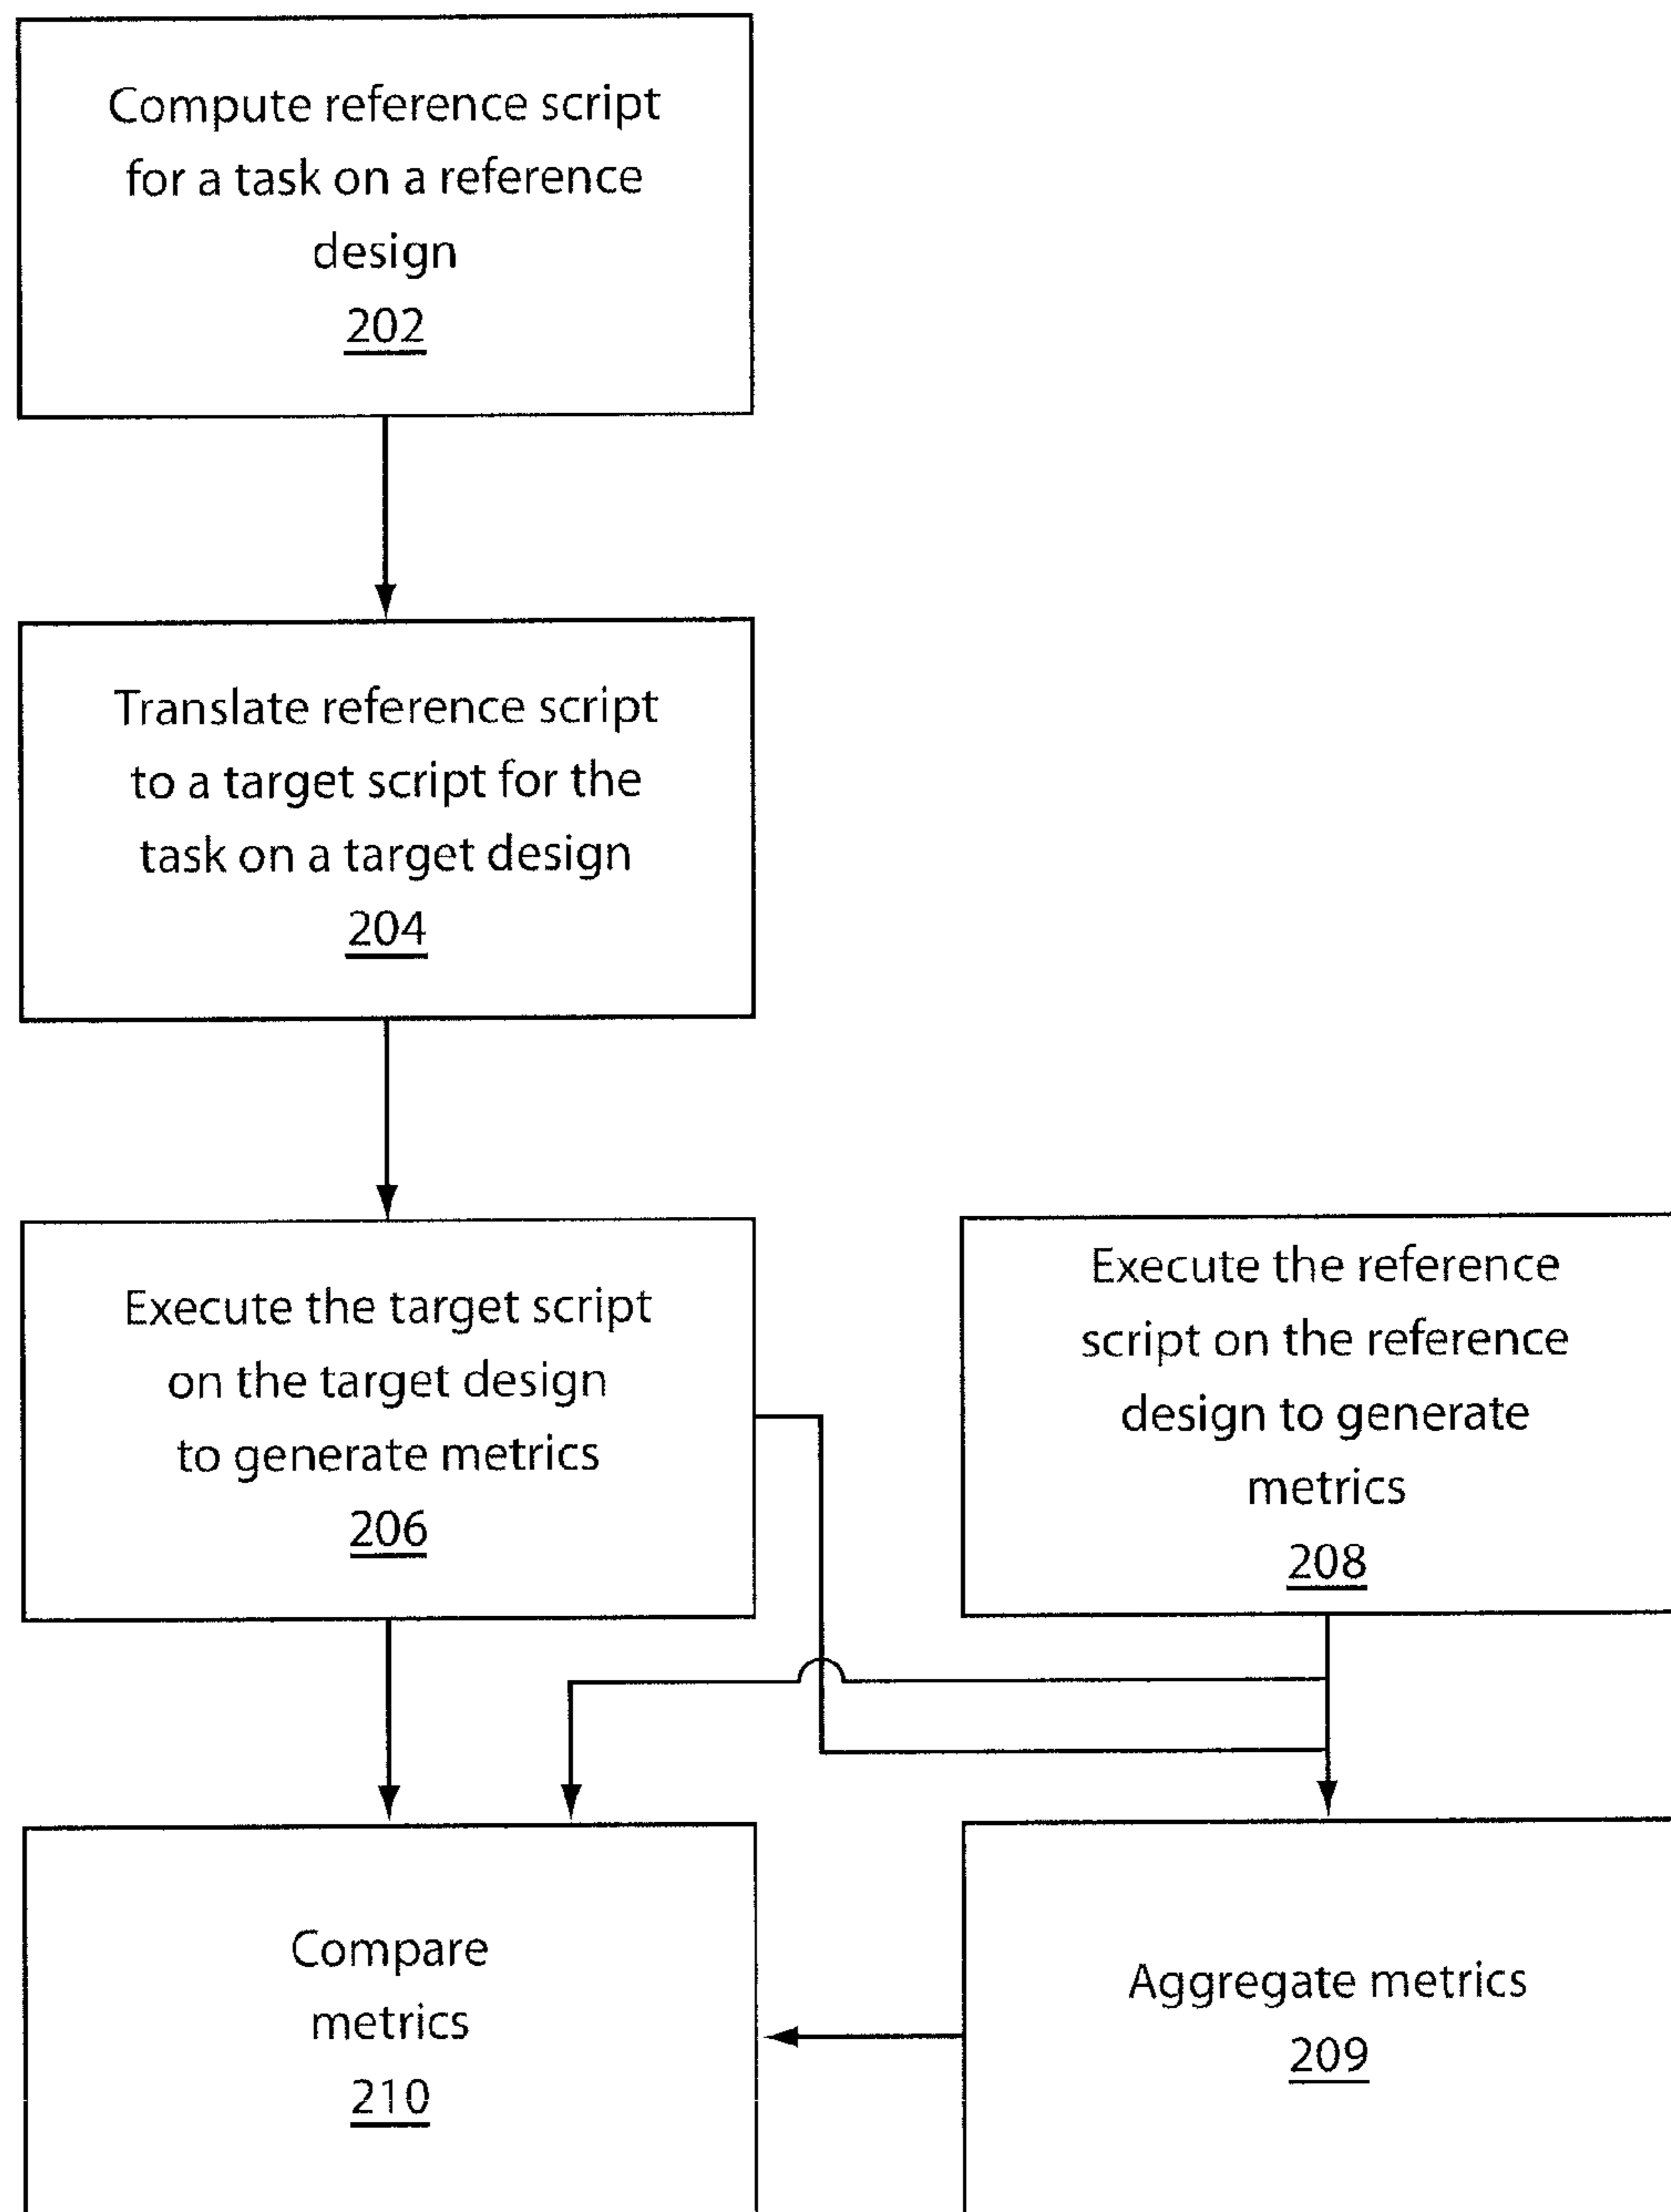 Compute reference script
for a task on a reference
design
202
Translate reference script
to a target script for the
task on a target design
204
Execute the target script
on the target design
to generate metrics
206
Execute the reference
script on the reference
design to generate
metrics
208
Compare
metrics
210
Aggregate metrics
209